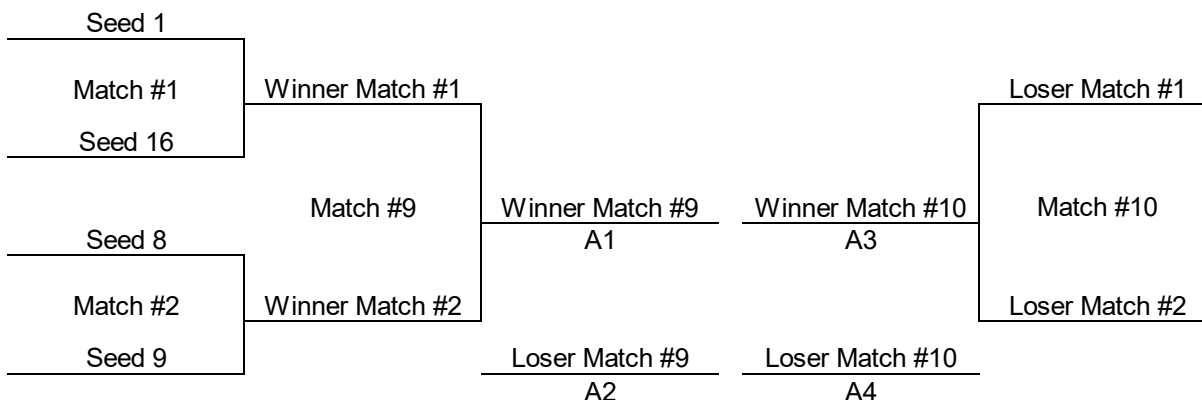 Seed 1
Match #1
Winner Match #1
Loser Match #1
Seed 16
Match #9
Winner Match #9
Winner Match #10
Match #10
Seed 8
A1
A3
Match #2
Winner Match #2
Loser Match #2
Seed 9
Loser Match #9
Loser Match #10
A2
A4